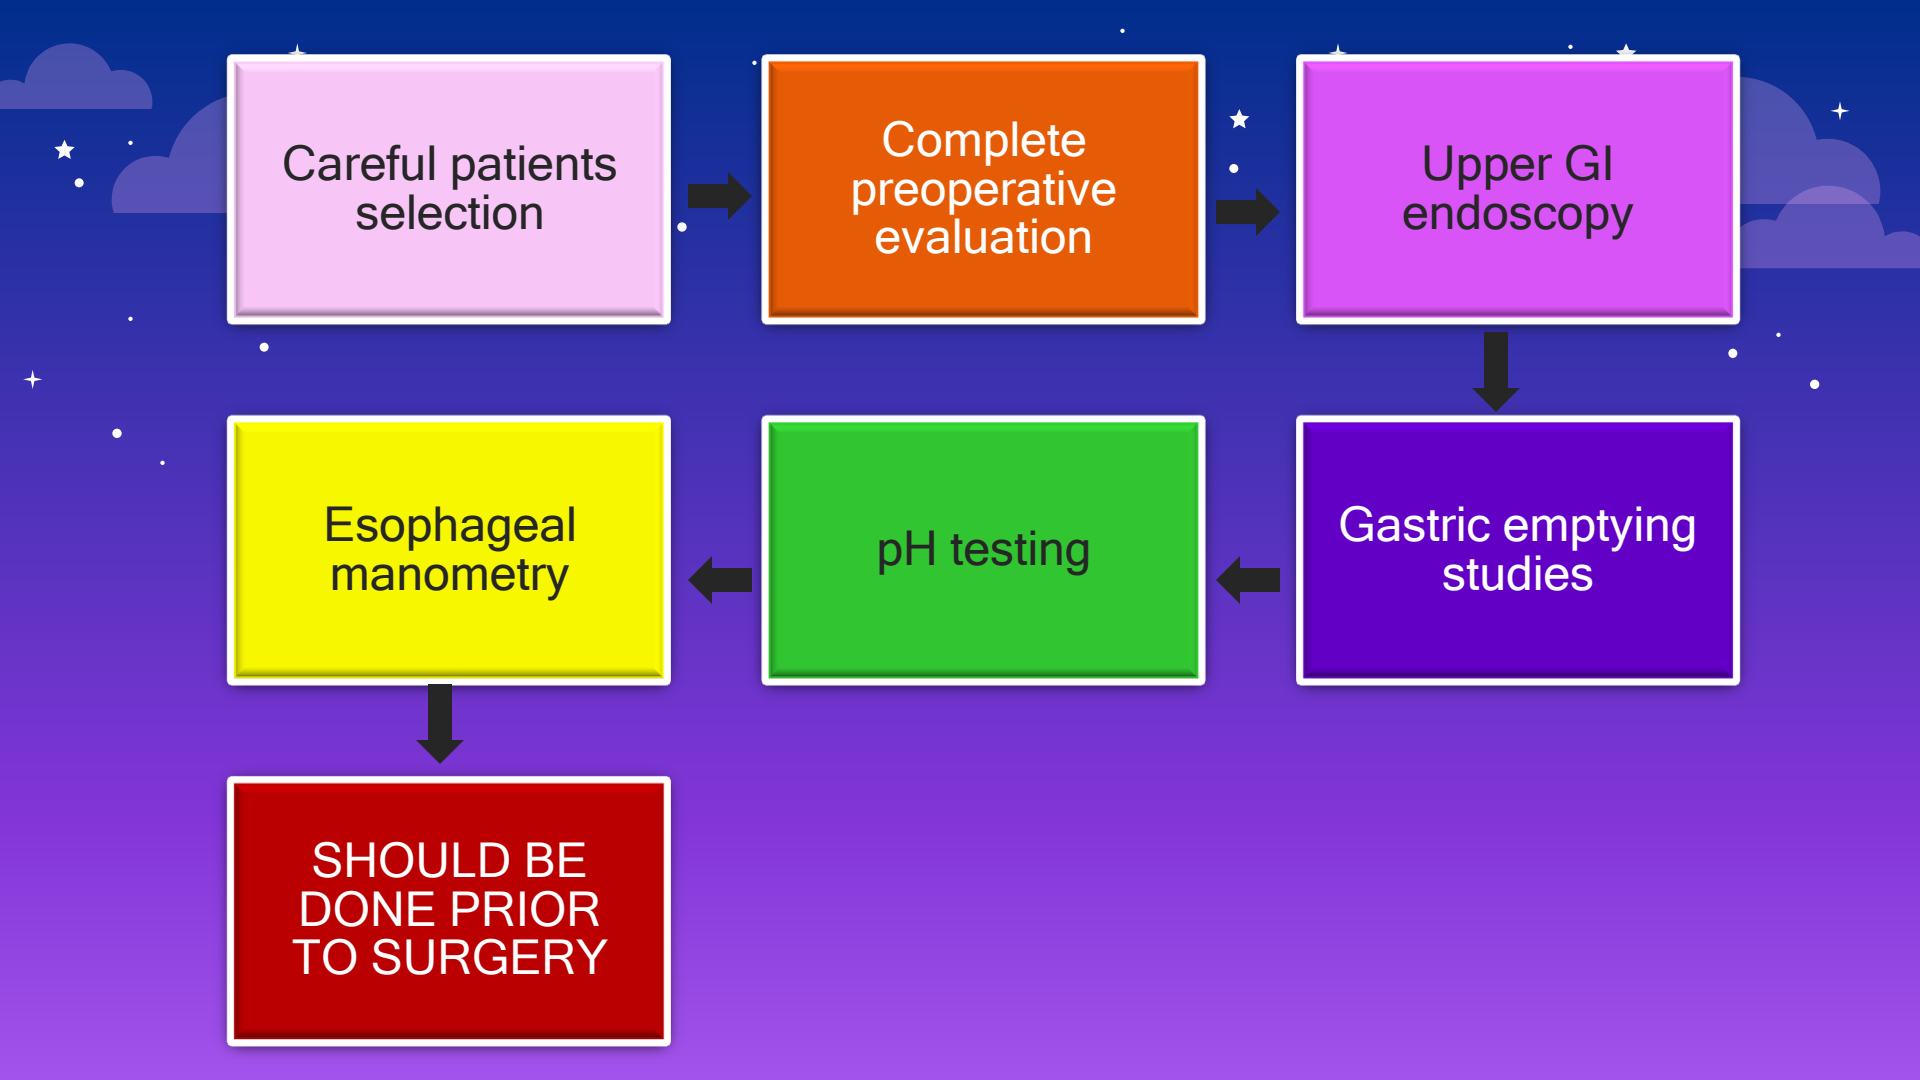 Careful patients
selection
Complete
preoperative
evaluation
Upper GI
endoscopy
Gastric emptying
studies
pH testing
Esophageal
manometry
SHOULD BE
DONE PRIOR
TO SURGERY